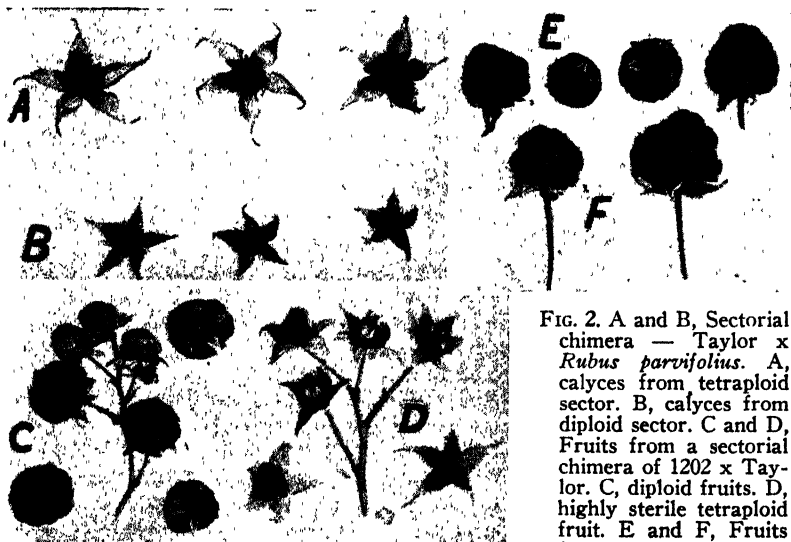 A
B
C
D
E
F
FIG. 2. A and B, Sectorial
chimera — Taylor x
Rubus parvifolius. A,
calyces from tetraploid
sector. B, calyces from
diploid sector. C and D,
Fruits from a sectorial
chimera of 1202 x Tay-
lor. C, diploid fruits. D,
highly sterile tetraploid
fruit. E and F, Fruits